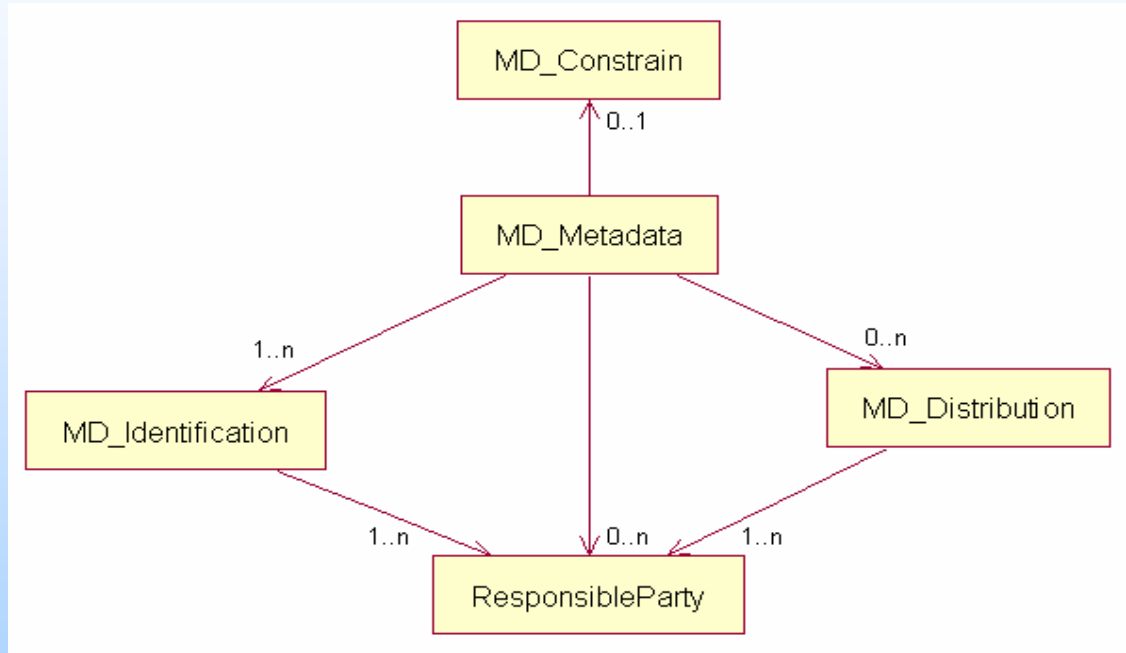 MD_Constrain
0..1
MD_Metadata
1..n
0..n
MD_Identification
MD_Distribution
1..n
0..n
1..n
ResponsibleParty